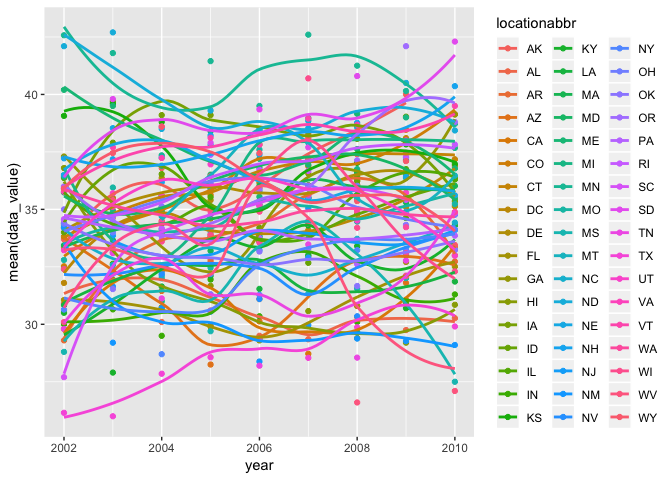 locationabbr
AK KY NY
AL LA OH
AR MA OK
AZ MD OR
CA ME PA
CO MI RI
CT MN SC
DC MO SD
DE MS TN
FL MT TX
GA NC UT
HI ND VA
IA NE VT
ID NH WA
IL NJ WI
IN NM WV
KS NV WY
mean(data_value)
40
35
30
2002 2004 2006 2008 2010
year